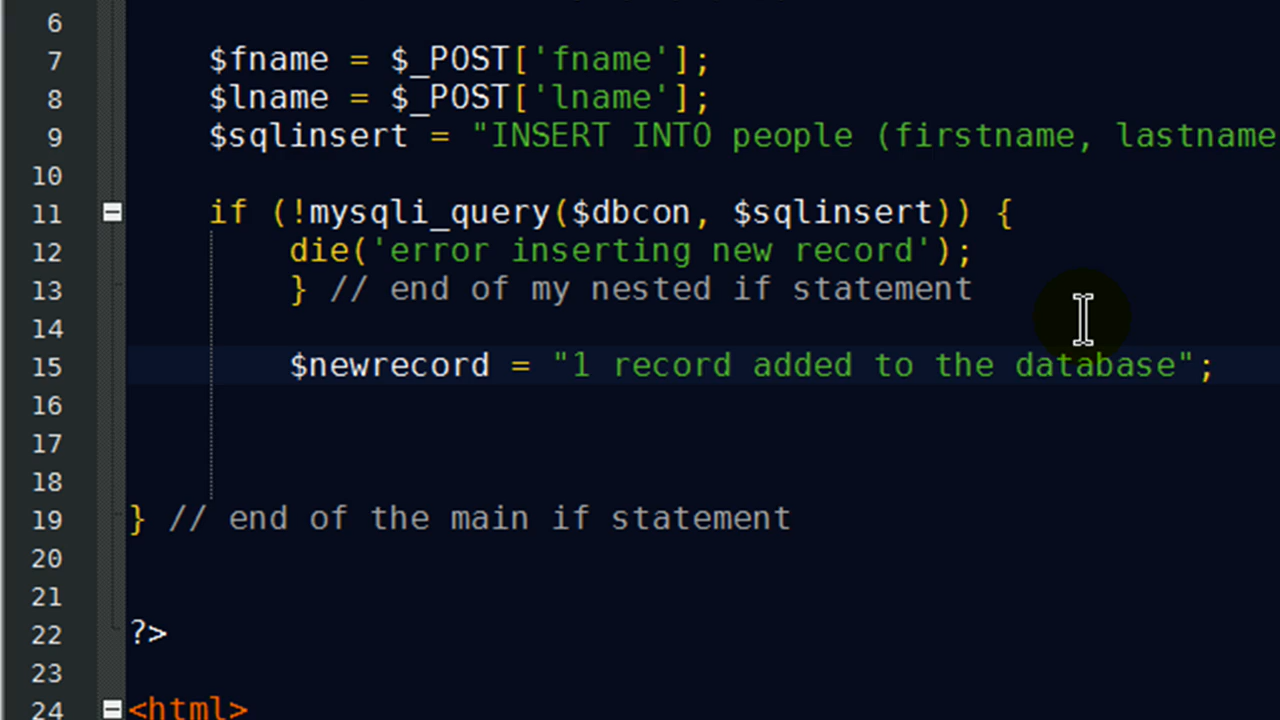 6
7 $fname = $_POST['fname'];
8 $lname = $_POST['lname'];
9 $sqlinsert = "INSERT INTO people (firstname, lastname
10
11 if (!mysqli_query($dbcon, $sqlinsert)) {
12 die('error inserting new record');
13 } // end of my nested if statement
14
15 $newrecord = "1 record added to the database";
16
17
18
19 } // end of the main if statement
20
21
22 ?>
23
24 <html>